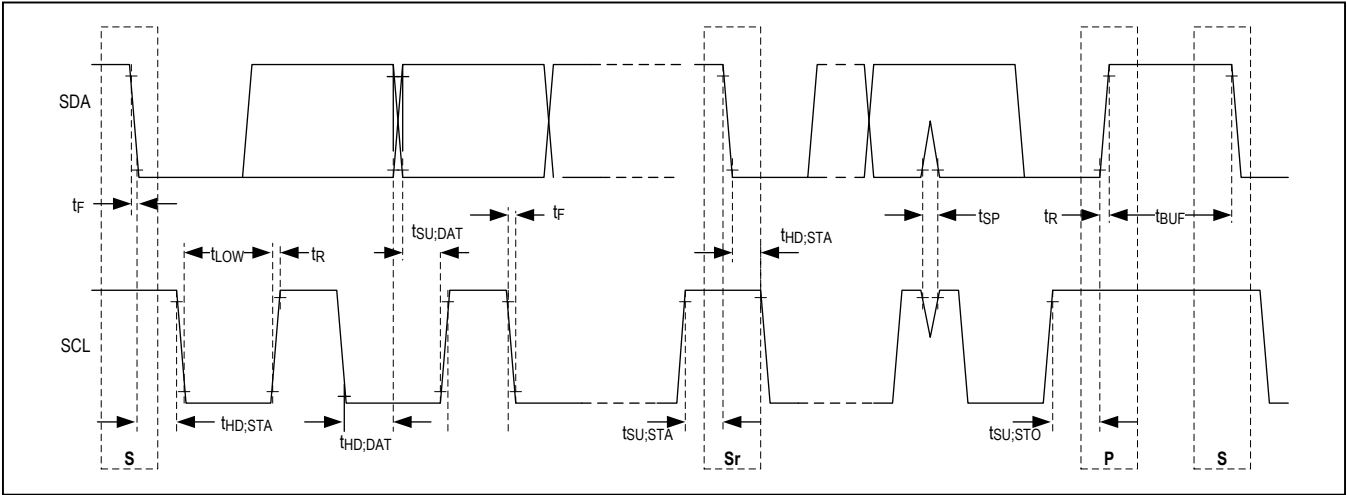 SDA
tF
tLOW
tR
tSU;DAT
tF
tHD;STA
tSP
tR
tBUF
SCL
tHD;STA
tHD;DAT
tSU;STA
tSU;STO
S
Sr
P
S